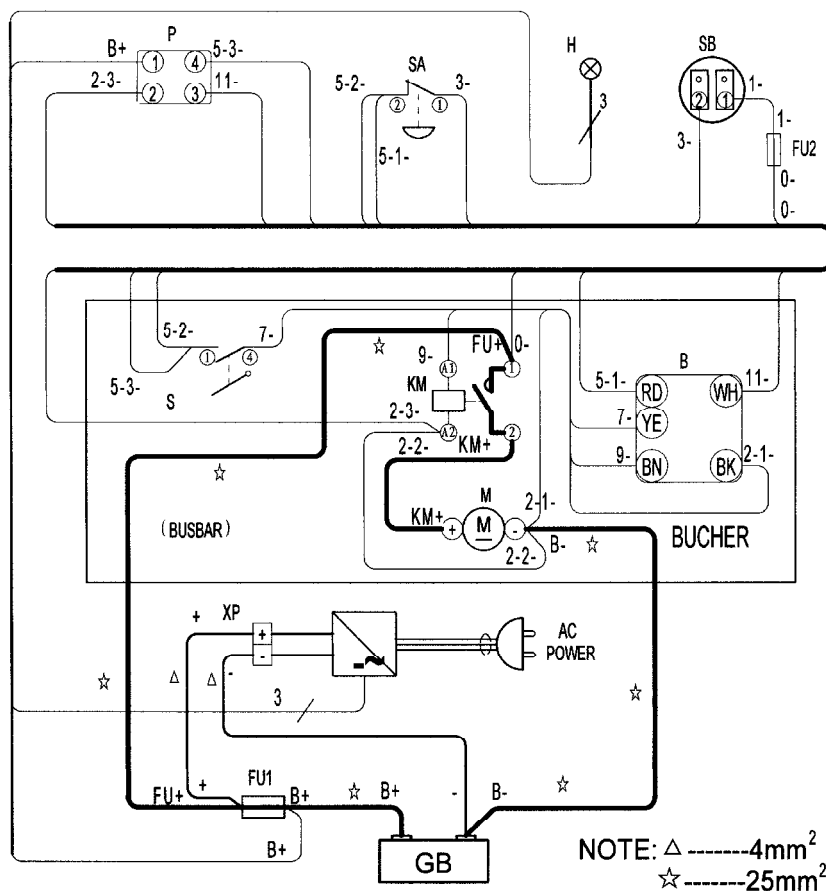 P
H
SB
B+
1
4
5-3-
2-3-
2
3
11-
SA
5-2-
2
1
3-
5-1-
3
2
1
1-
1-
FU2
3-
0-
0-
5-2-
1
4
7-
5-3-
S
FU+
0-
1
9-
A1
KM
2-3-
A2
2-2-
KM+
2
B
5-1-
RD
WH
11-
7-
YE
9-
BN
BK
2-1-
M
KM+
+
M
-
2-1-
B-
2-2-
(BUSBAR)
BUCHER
+
XP
+
-
-
AC
POWER
3
+
FU1
FU+
B+
B+
-
B-
B+
GB
NOTE: △ -------4mm²
☆ -------25mm²